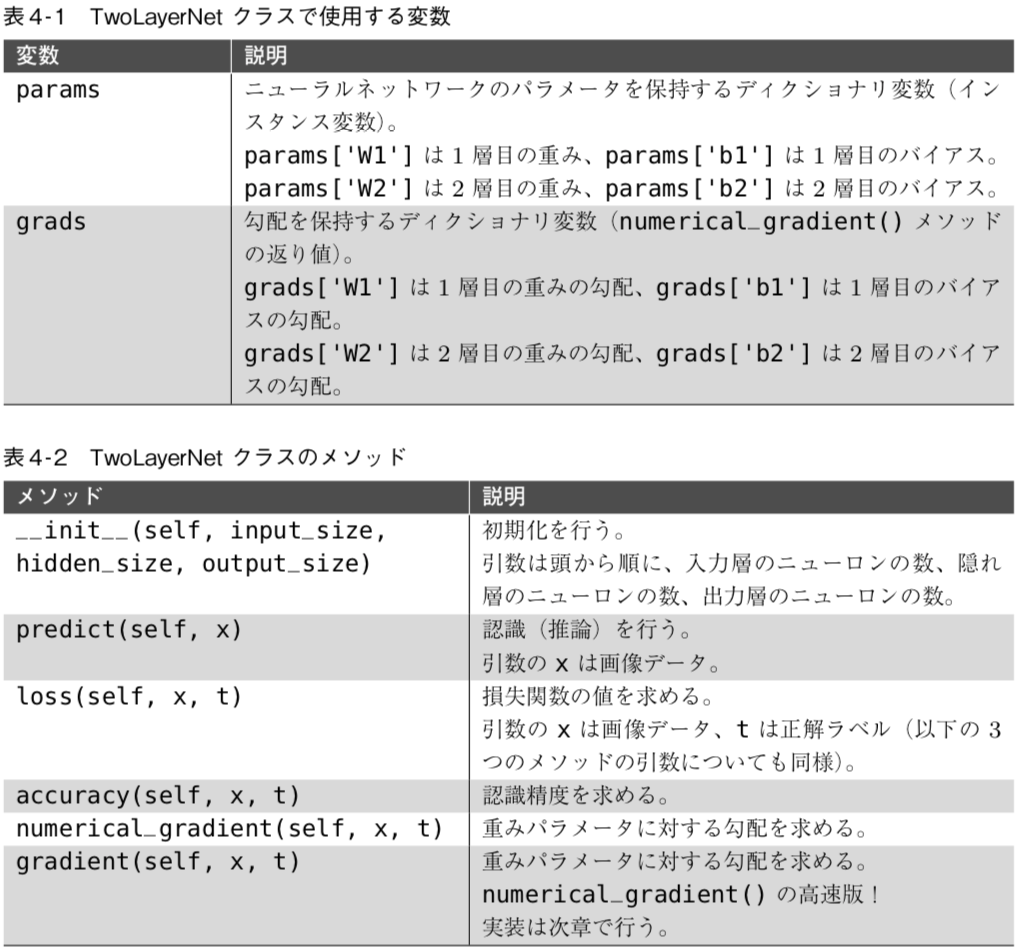 表4-1　TwoLayerNet クラスで使用する変数
変数　説明
params　ニューラルネットワークのパラメータを保持するディクショナリ変数（イン
スタンス変数）。
params['W1'] は 1 層目の重み、params['b1'] は 1 層目のバイアス。
params['W2'] は 2 層目の重み、params['b2'] は 2 層目のバイアス。
grads　勾配を保持するディクショナリ変数（numerical_gradient() メソッド
の返り値）。
grads['W1'] は 1 層目の重みの勾配、grads['b1'] は 1 層目のバイア
スの勾配。
grads['W2'] は 2 層目の重みの勾配、grads['b2'] は 2 層目のバイア
スの勾配。
表4-2　TwoLayerNet クラスのメソッド
メソッド　説明
__init__(self, input_size,　初期化を行う。
hidden_size, output_size)　引数は頭から順に、入力層のニューロンの数、隠れ
層のニューロンの数、出力層のニューロンの数。
predict(self, x)　認識（推論）を行う。
引数の x は画像データ。
loss(self, x, t)　損失関数の値を求める。
引数の x は画像データ、t は正解ラベル（以下の 3
つのメソッドの引数についても同様）。
accuracy(self, x, t)　認識精度を求める。
numerical_gradient(self, x, t)　重みパラメータに対する勾配を求める。
gradient(self, x, t)　重みパラメータに対する勾配を求める。
numerical_gradient() の高速版！
実装は次章で行う。